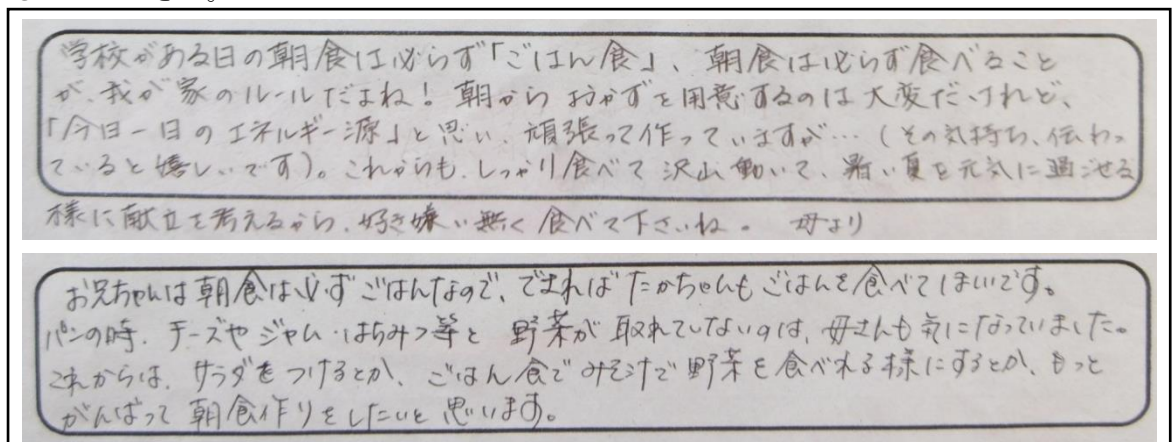 学校がある日の朝食は必らず「ごはん食」、朝食は必らず食べること
が、我が家のルールだよね！朝からおかずを用意するのは大変だけれど、
「今日一日のエネルギー源」と思い、頑張って作っていますが…（その気持ち、伝わっ
ていると嬉しいです）。これからも、しっかり食べて沢山動いて、暑い夏を元気に過ごせる
様に献立を考えるから、好き嫌い無く食べて下さいね。 母より
お兄ちゃんは朝食は必ずごはんなので、できればたかちゃんもごはんを食べてほしいです。
パンの時、チーズやジャム・はちみつ等と野菜が取れていないのは、母さんも気になっていました。
これからは、サラダをつけるとか、ごはん食でみそ汁で野菜を食べれる様にするとか、もっと
がんばって朝食作りをしたいと思います。